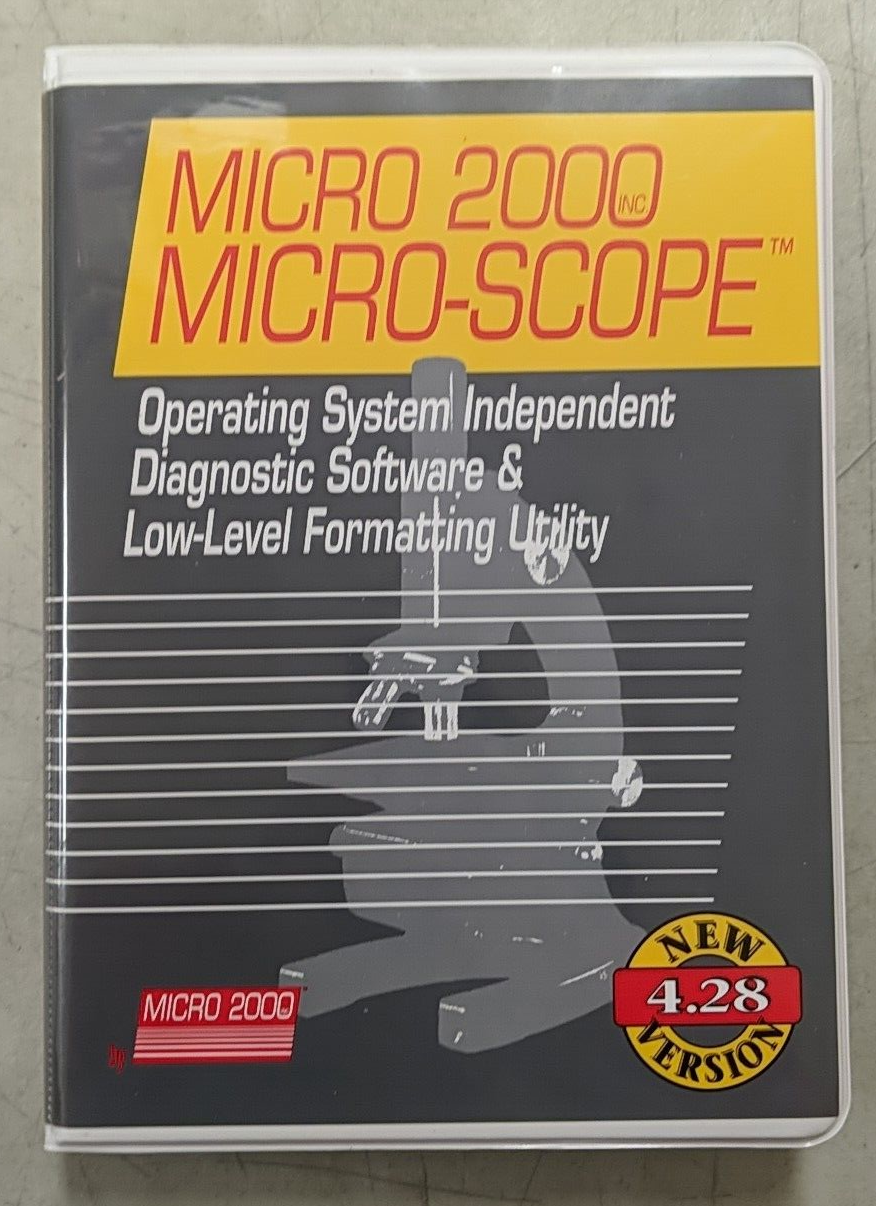 MICRO 2000 INC
MICRO-SCOPE™
Operating System Independent
Diagnostic Software &
Low-Level Formatting Utility
by MICRO 2000
NEW
4.28
VERSION